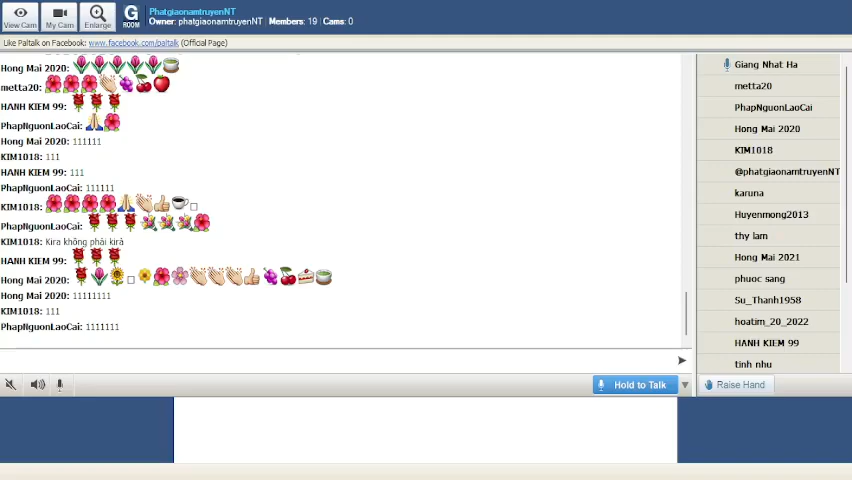 View Cam
My Cam
Enlarge
G
ROOM
PhatgiaonamtruyenNT
Owner: phatgiaonamtruyenNT | Members: 19 | Cams: 0
Like Paltalk on Facebook: www.facebook.com/paltalk (Official Page)
Hong Mai 2020:
metta20:
HANH KIEM 99:
PhapNguonLaoCai:
Hong Mai 2020: 111111
KIM1018: 111
HANH KIEM 99: 111
PhapNguonLaoCai: 111111
KIM1018:
PhapNguonLaoCai:
KIM1018: Kira không phải kirā
HANH KIEM 99:
Hong Mai 2020:
Hong Mai 2020: 11111111
KIM1018: 111
PhapNguonLaoCai: 1111111
Hold to Talk
Giang Nhat Ha
metta20
PhapNguonLaoCai
Hong Mai 2020
KIM1018
@phatgiaonamtruyenNT
karuna
Huyenmong2013
thy lam
Hong Mai 2021
phuoc sang
Su_Thanh1958
hoatim_20_2022
HANH KIEM 99
tinh nhu
Raise Hand